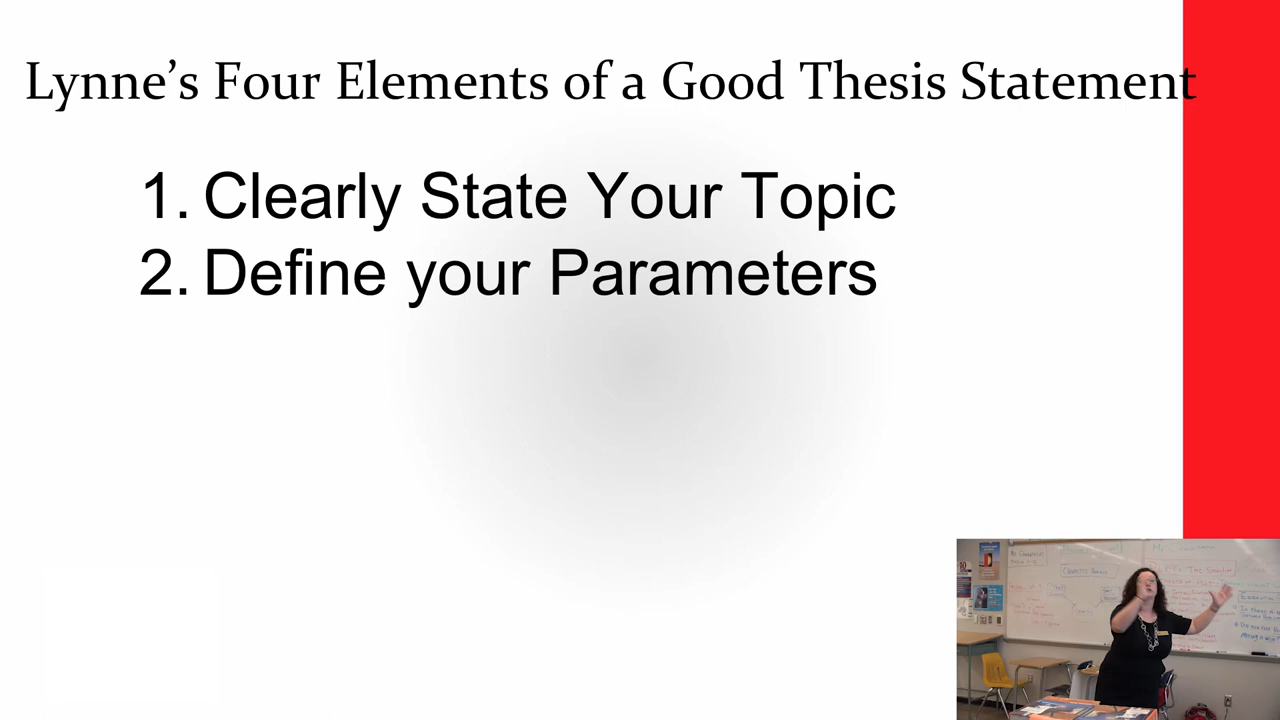 Lynne’s Four Elements of a Good Thesis Statement
1. Clearly State Your Topic
2. Define your Parameters